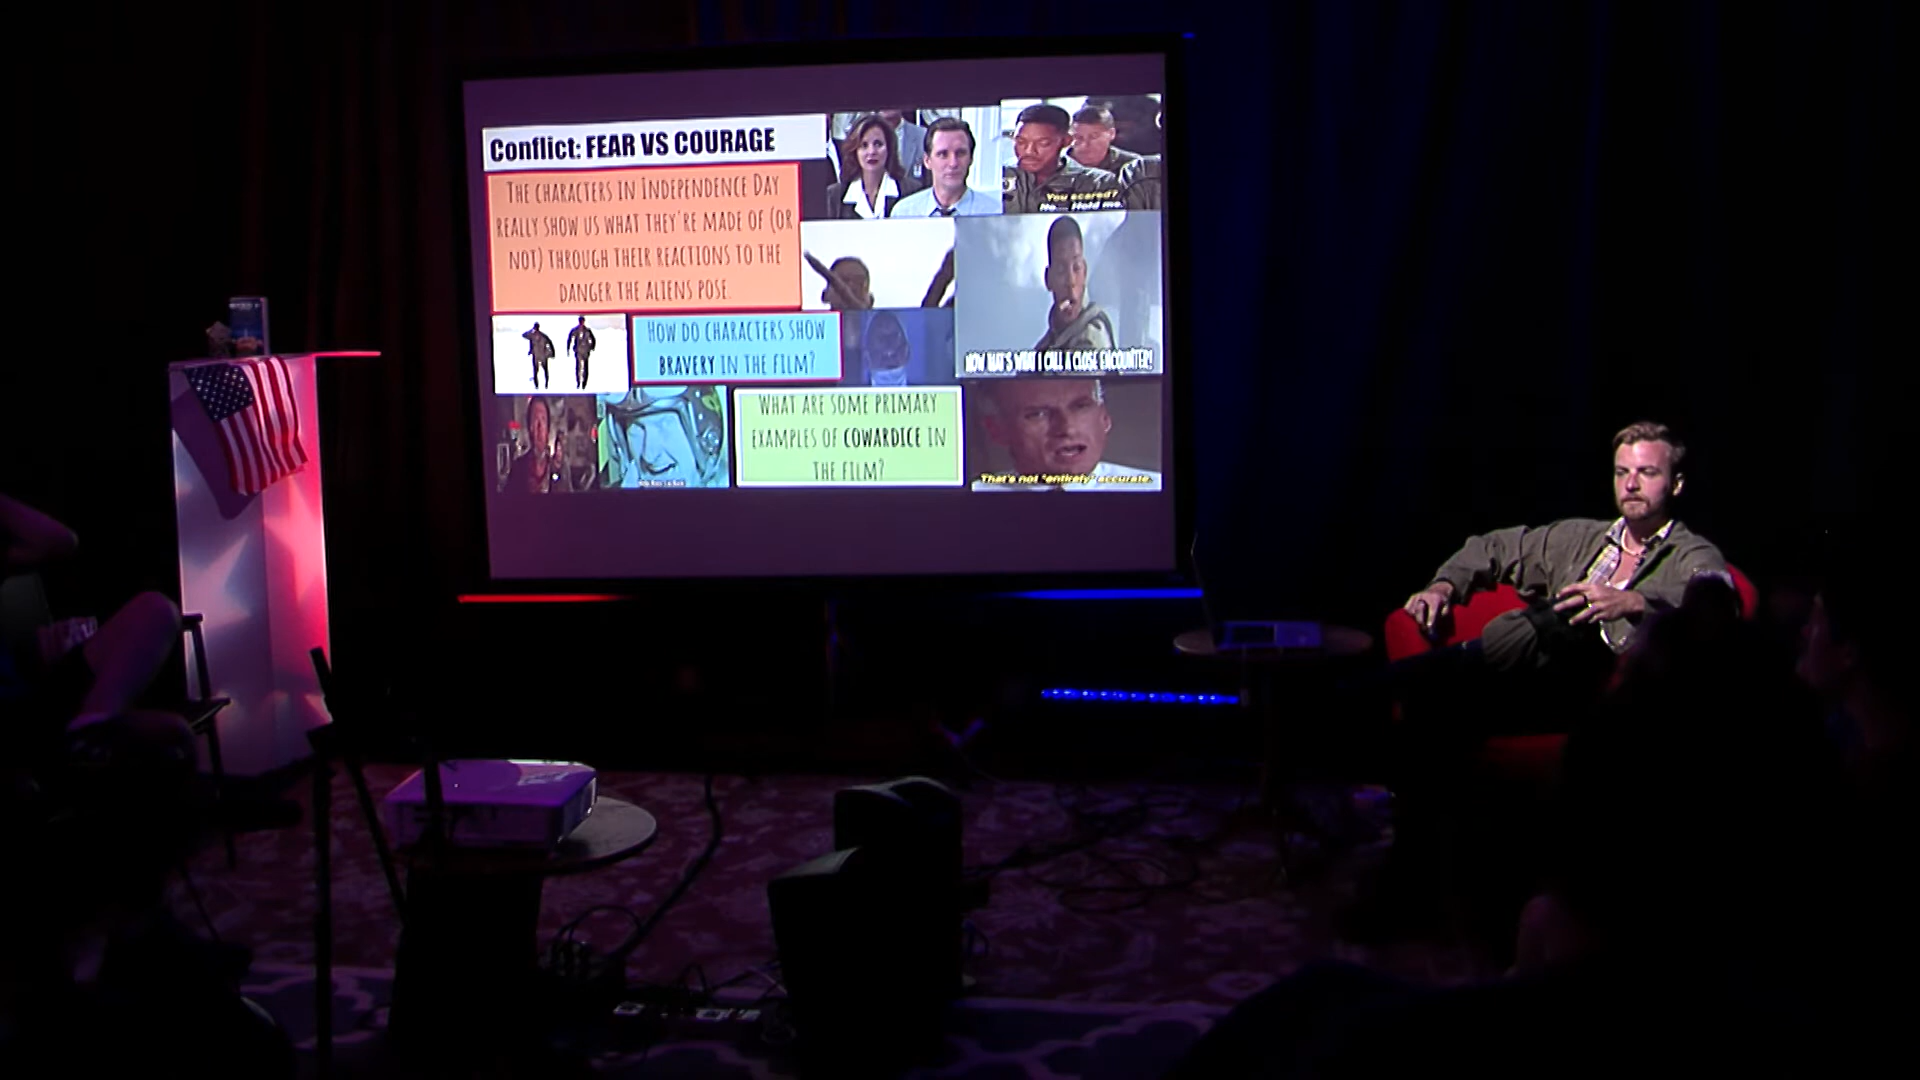 Conflict: FEAR VS COURAGE
THE CHARACTERS IN INDEPENDENCE DAY
REALLY SHOW US WHAT THEY'RE MADE OF (OR
NOT) THROUGH THEIR REACTIONS TO THE
DANGER THE ALIENS POSE.
You scared?
No.... Hold me.
HOW DO CHARACTERS SHOW
BRAVERY IN THE FILM?
NOW THAT'S WHAT I CALL A CLOSE ENCOUNTER!
WHAT ARE SOME PRIMARY
EXAMPLES OF COWARDICE IN
THE FILM?
That's not "entirely" accurate.